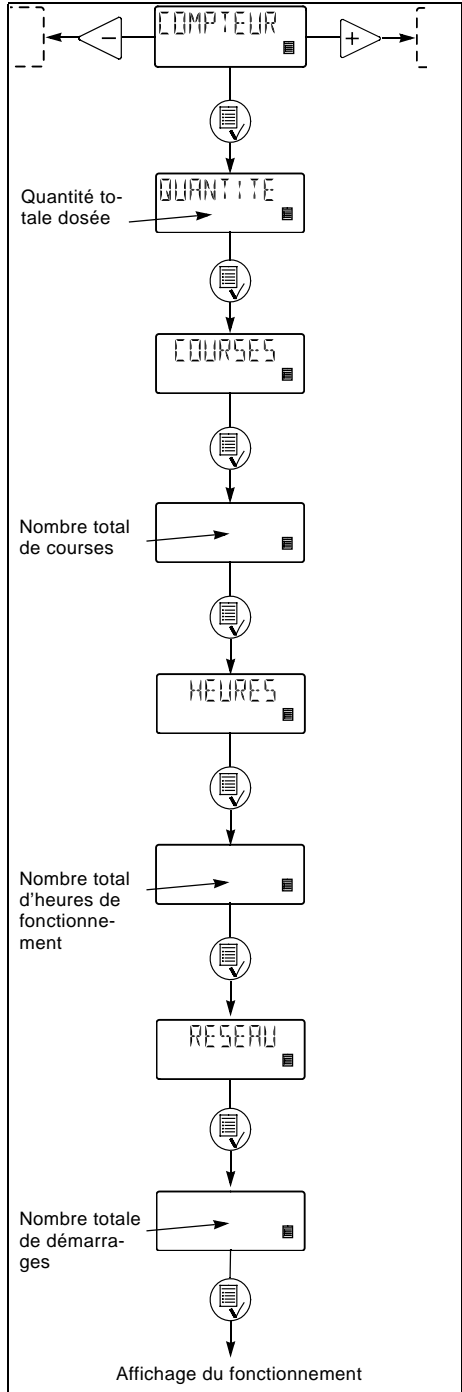 COMPTEUR
−
+
QUANTITE
Quantité to-
tale dosée
COURSES
Nombre total
de courses
HEURES
Nombre total
d'heures de
fonctionne-
ment
RESEAU
Nombre totale
de démarra-
ges
Affichage du fonctionnement